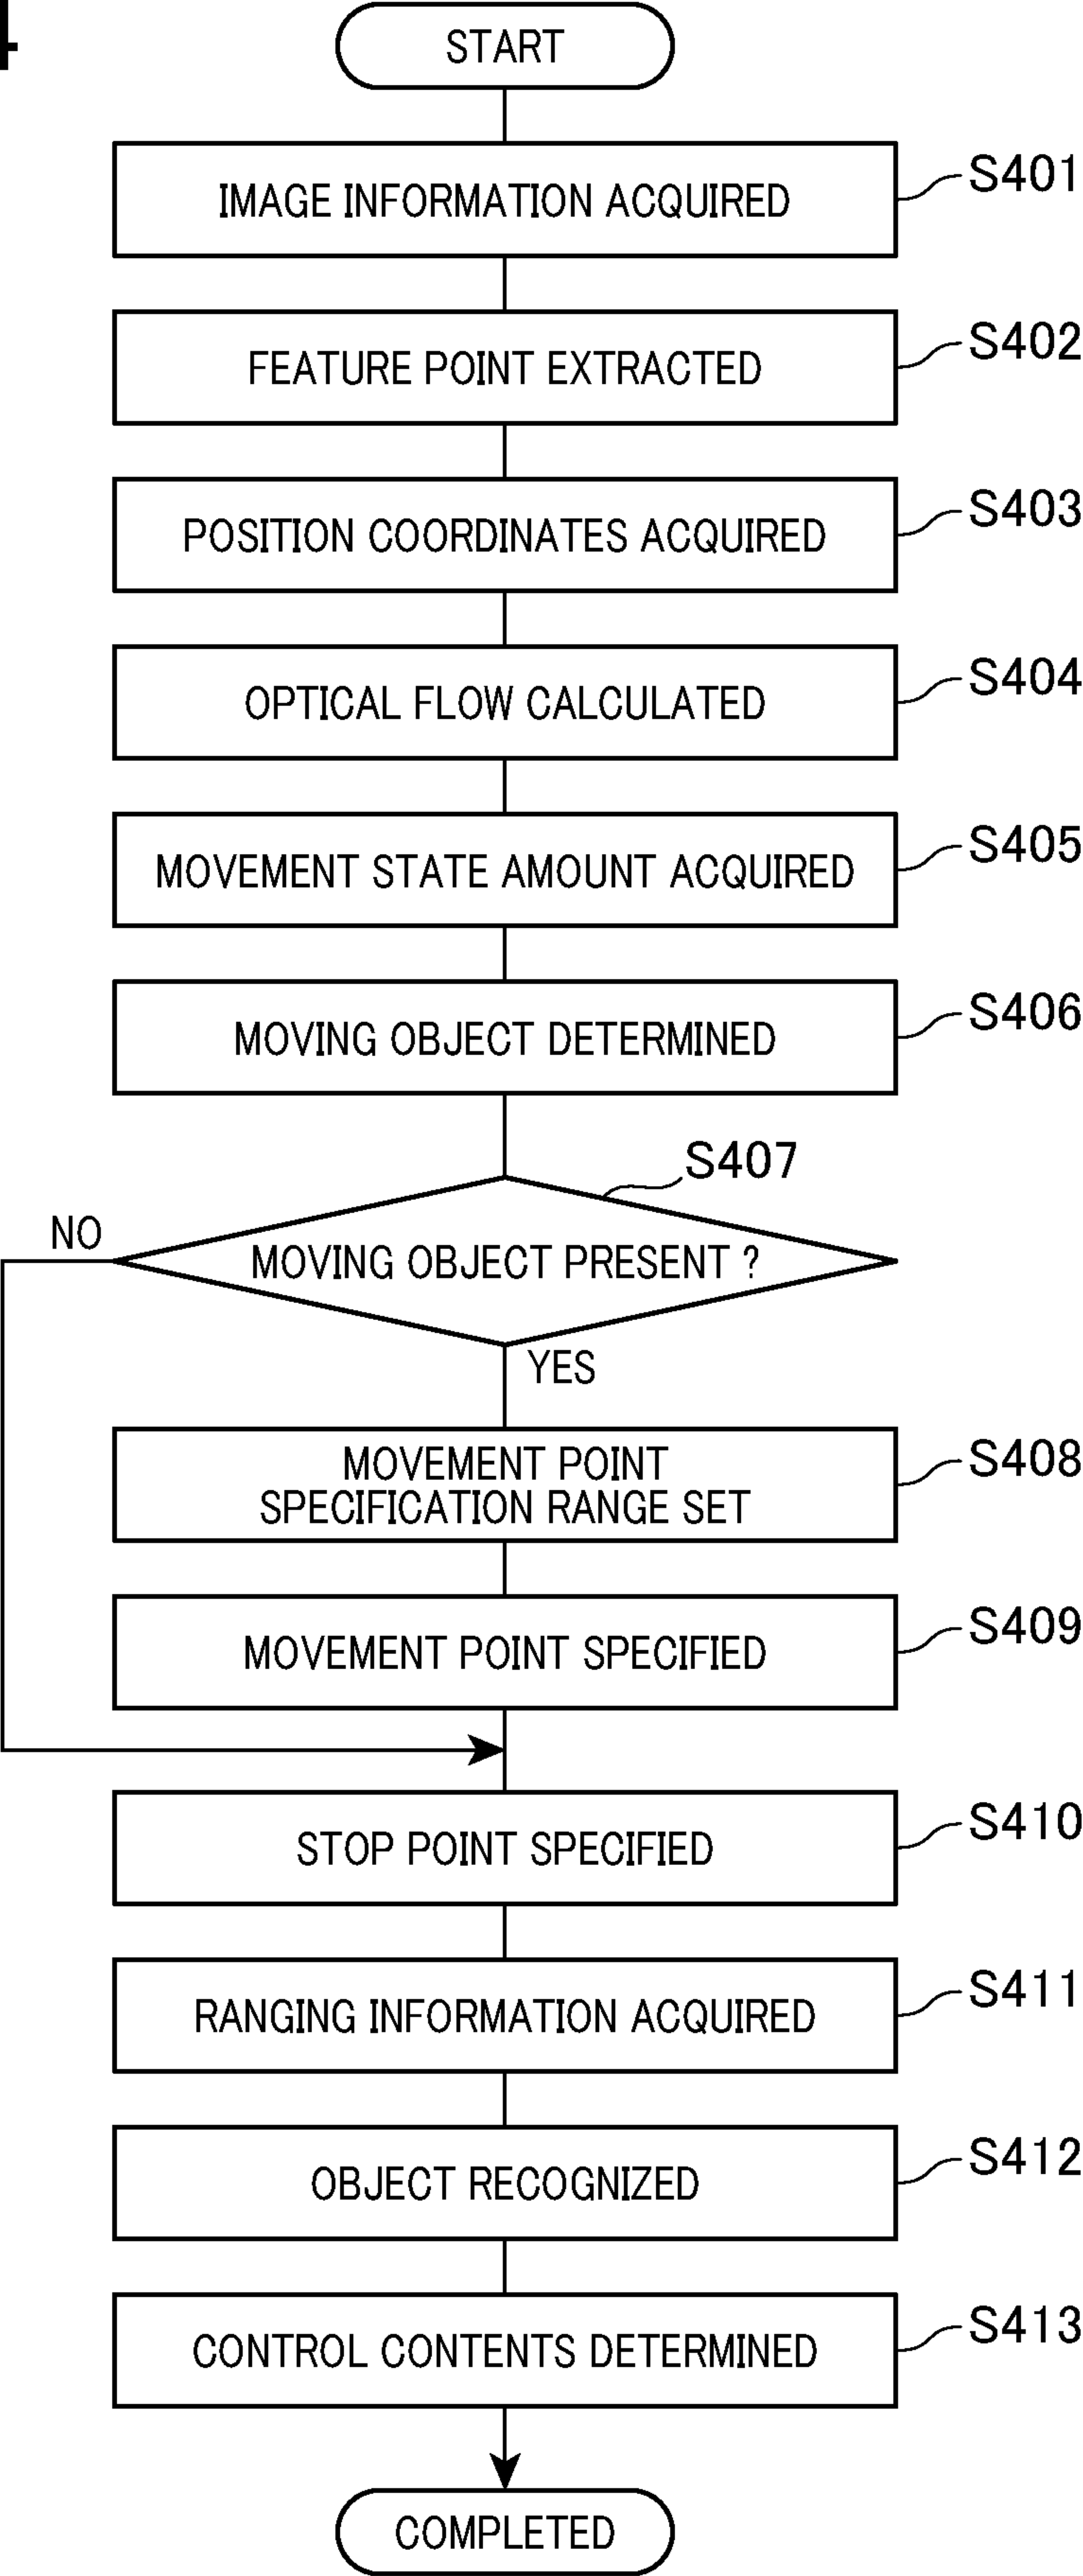 4
START
IMAGE INFORMATION ACQUIRED
S401
FEATURE POINT EXTRACTED
S402
POSITION COORDINATES ACQUIRED
S403
OPTICAL FLOW CALCULATED
S404
MOVEMENT STATE AMOUNT ACQUIRED
S405
MOVING OBJECT DETERMINED
S406
S407
NO
MOVING OBJECT PRESENT ?
YES
MOVEMENT POINT
SPECIFICATION RANGE SET
S408
MOVEMENT POINT SPECIFIED
S409
STOP POINT SPECIFIED
S410
RANGING INFORMATION ACQUIRED
S411
OBJECT RECOGNIZED
S412
CONTROL CONTENTS DETERMINED
S413
COMPLETED